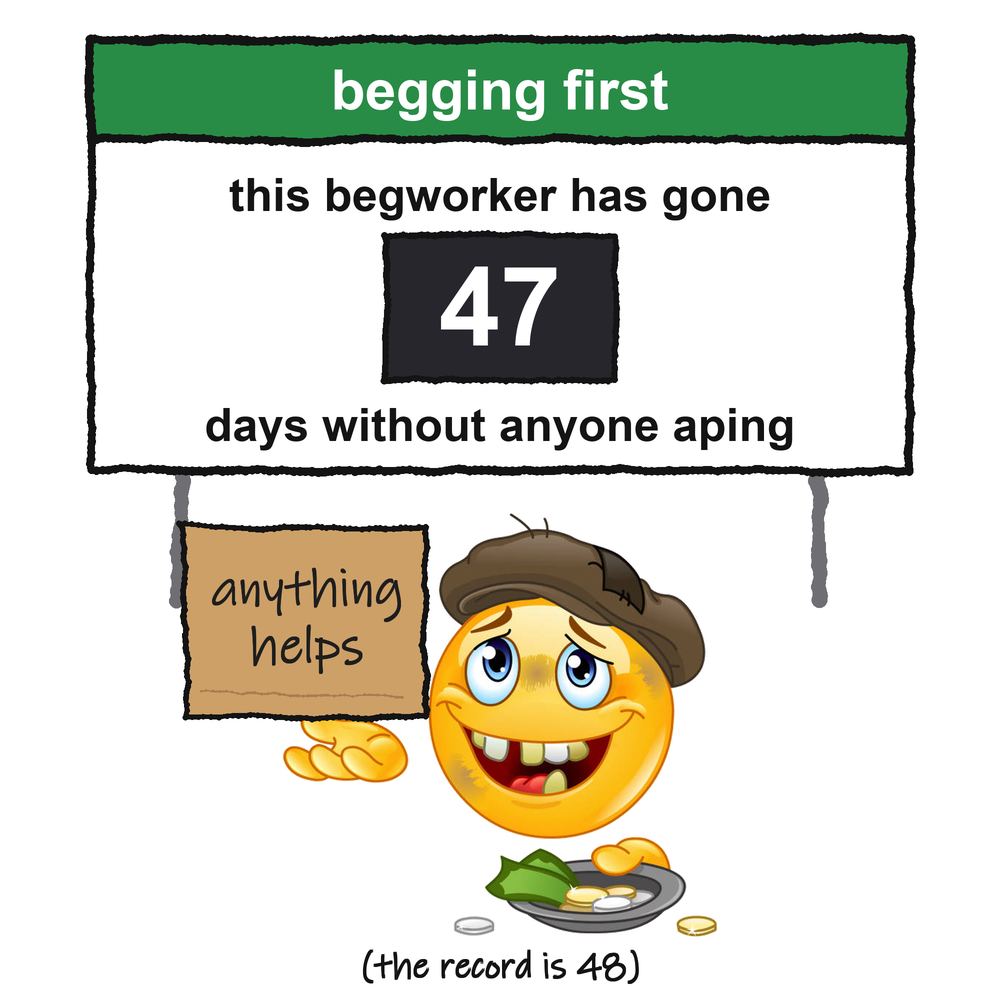 begging first
this begworker has gone
47
days without anyone aping
anything
helps
(the record is 48)